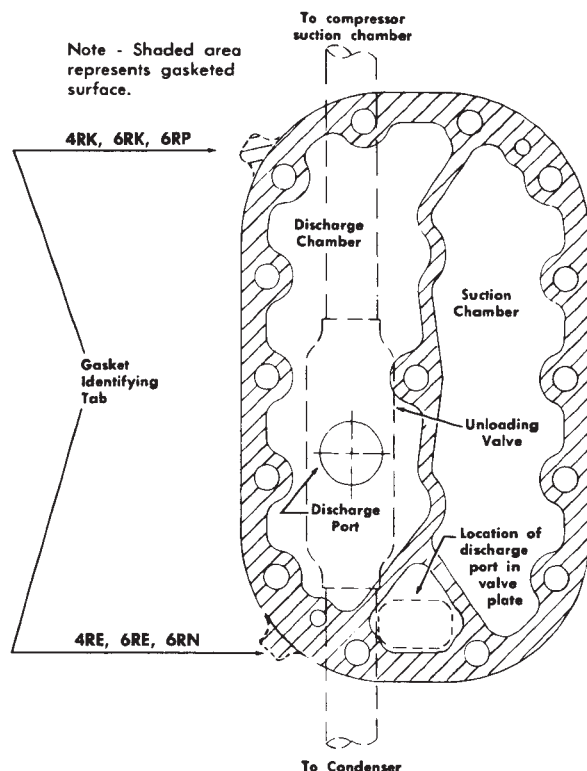 To compressor
suction chamber
Note - Shaded area
represents gasketed
surface.
4RK, 6RK, 6RP
Discharge
Chamber
Suction
Chamber
Gasket
Identifying
Tab
Unloading
Valve
Discharge
Port
Location of
discharge
port in
valve
plate
4RE, 6RE, 6RN
To Condenser